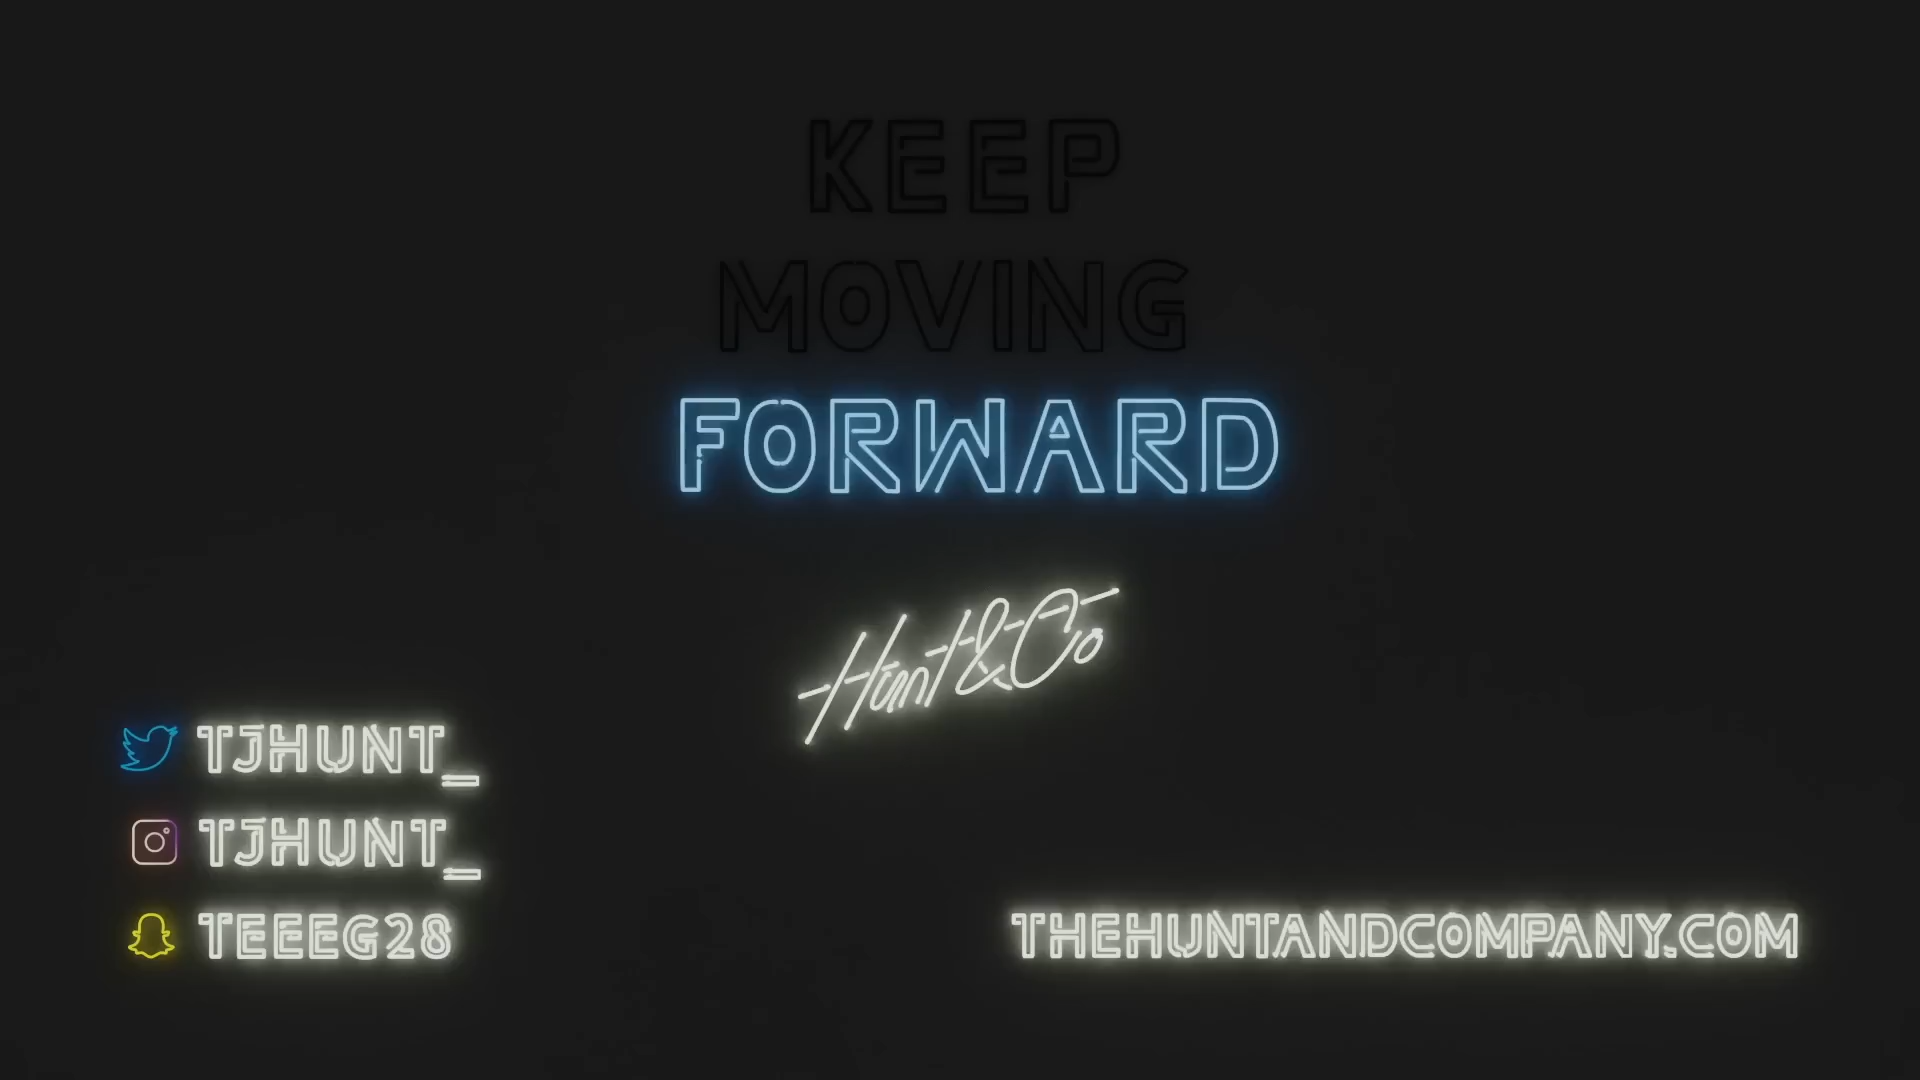 KEEP
MOVING
FORWARD
Hunt&Co
TJHUNT_
TJHUNT_
TEEEG28
THEHUNTANDCOMPANY.COM